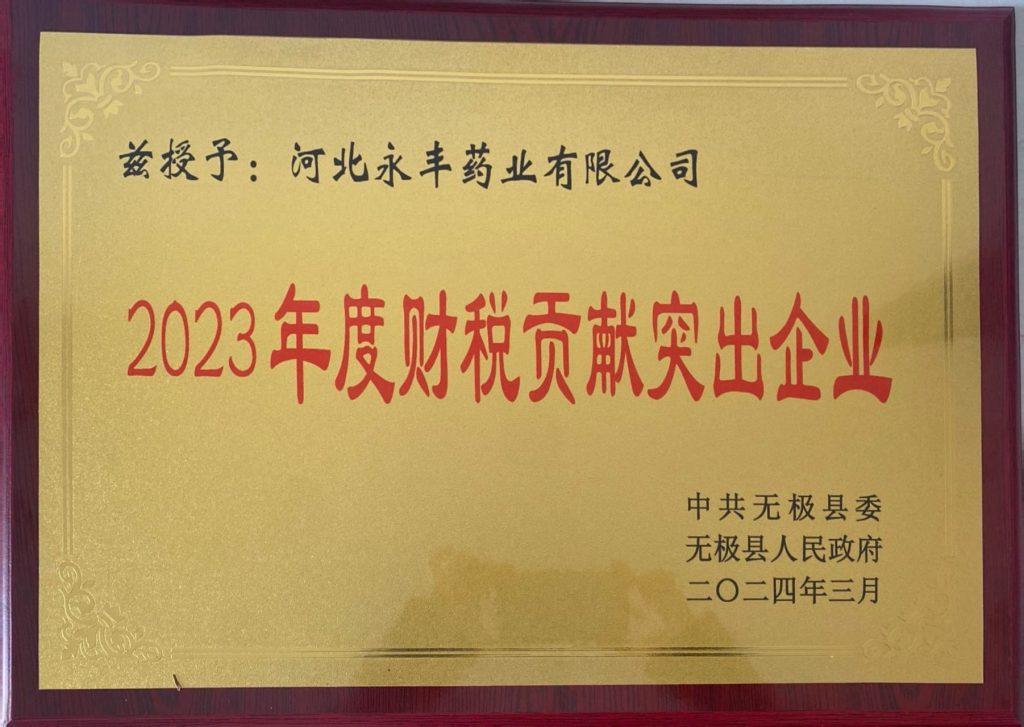 兹授予：河北永丰药业有限公司
2023年度财税贡献突出企业
中共无极县委
无极县人民政府
二〇二四年三月